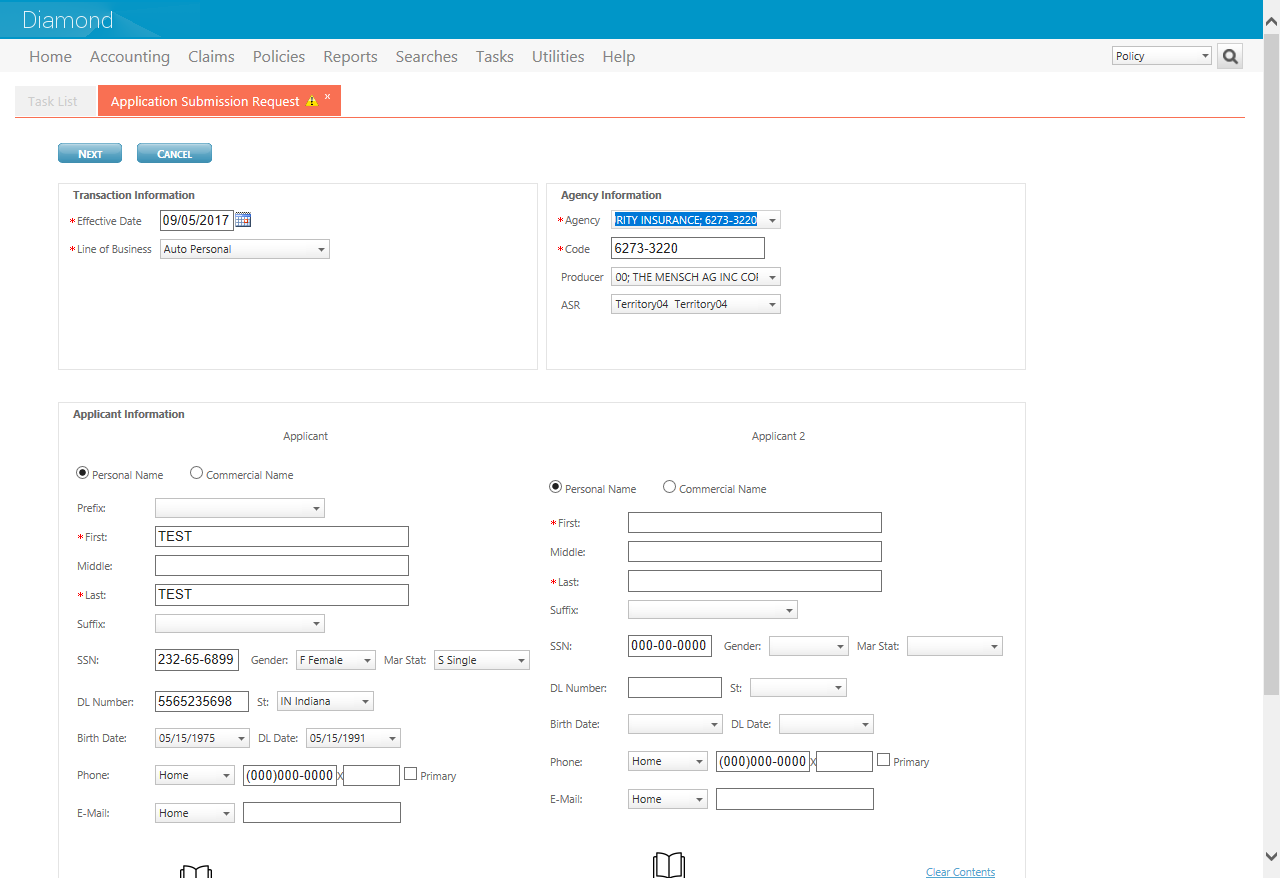 Diamond
Home Accounting Claims Policies Reports Searches Tasks Utilities Help Policy
Task List Application Submission Request ×
NEXT CANCEL
Transaction Information
*Effective Date 09/05/2017
*Line of Business Auto Personal
Agency Information
*Agency RITY INSURANCE; 6273-3220
*Code 6273-3220
Producer 00; THE MENSCH AG INC COI
ASR Territory04 Territory04
Applicant Information
Applicant
Personal Name Commercial Name
Prefix:
*First: TEST
Middle:
*Last: TEST
Suffix:
SSN: 232-65-6899 Gender: F Female Mar Stat: S Single
DL Number: 5565235698 St: IN Indiana
Birth Date: 05/15/1975 DL Date: 05/15/1991
Phone: Home (000)000-0000 X Primary
E-Mail: Home
Applicant 2
Personal Name Commercial Name
*First:
Middle:
*Last:
Suffix:
SSN: 000-00-0000 Gender: Mar Stat:
DL Number: St:
Birth Date: DL Date:
Phone: Home (000)000-0000 X Primary
E-Mail: Home
Clear Contents